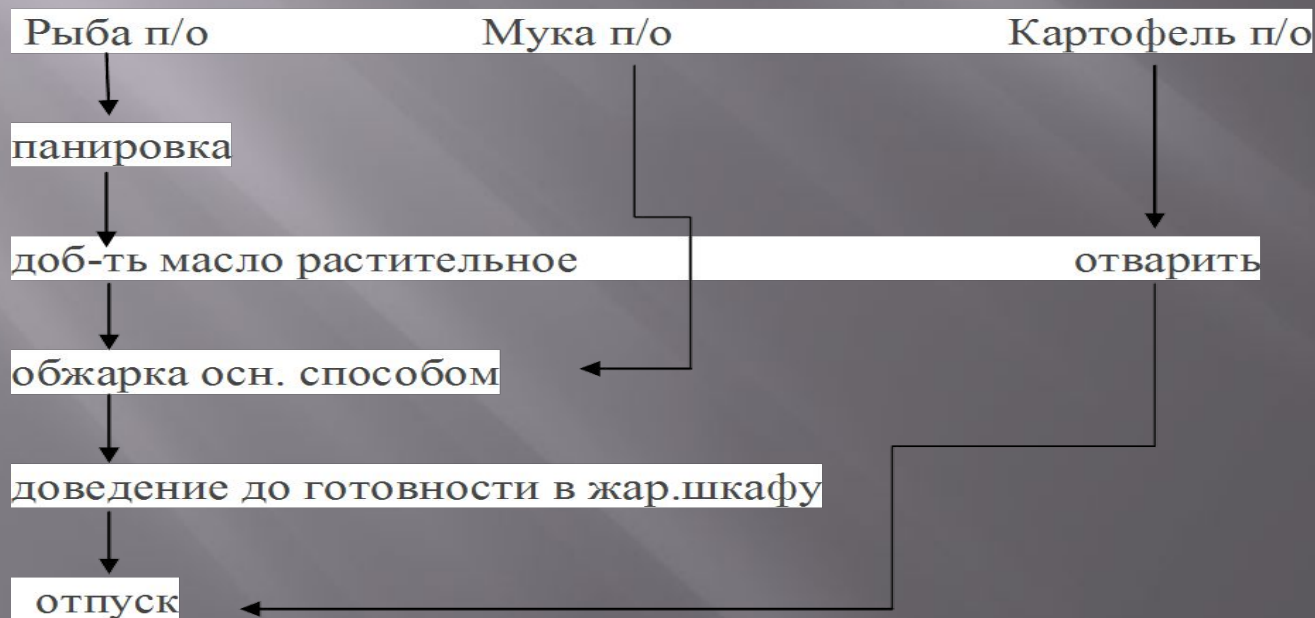 Рыба п/о Мука п/о Картофель п/о
панировка
доб-ть масло растительное отварить
обжарка осн. способом
доведение до готовности в жар.шкафу
отпуск